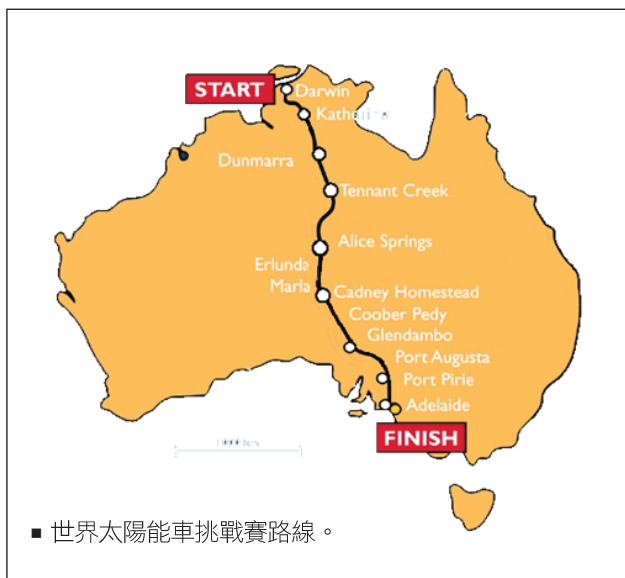 START
Darwin
Dunmarra
Tennant Creek
Alice Springs
Erlunda
Marla
Cadney Homestead
Coober Pedy
Glendambo
Port Augusta
Port Pirie
Adelaide
FINISH
■ 世界太陽能車挑戰賽路線。